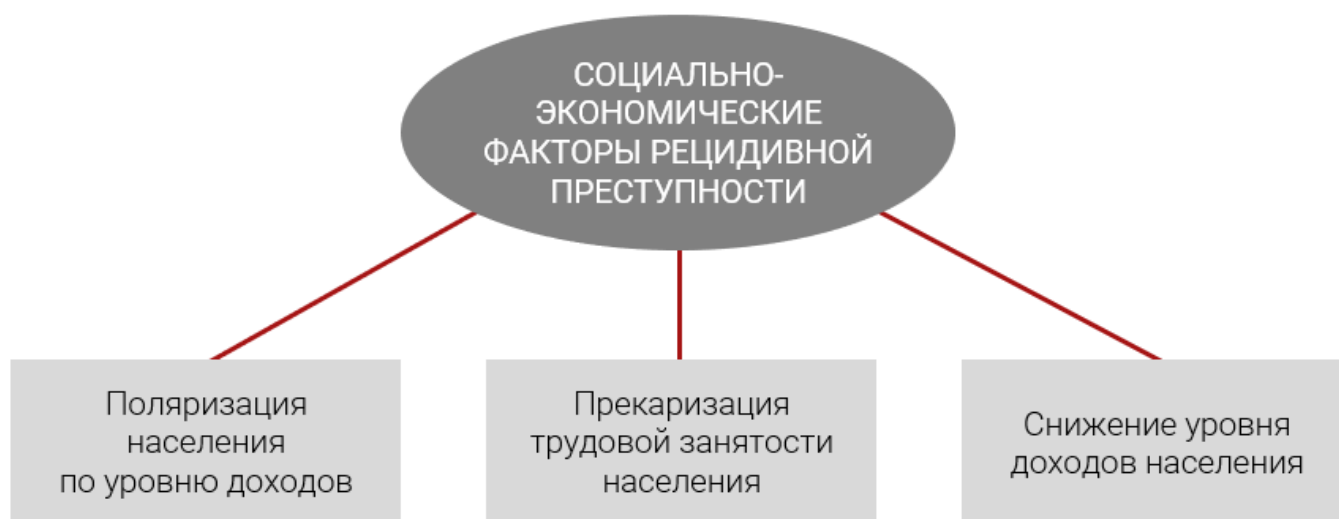 СОЦИАЛЬНО-
ЭКОНОМИЧЕСКИЕ
ФАКТОРЫ РЕЦИДИВНОЙ
ПРЕСТУПНОСТИ
Поляризация
населения
по уровню доходов
Прекаризация
трудовой занятости
населения
Снижение уровня
доходов населения